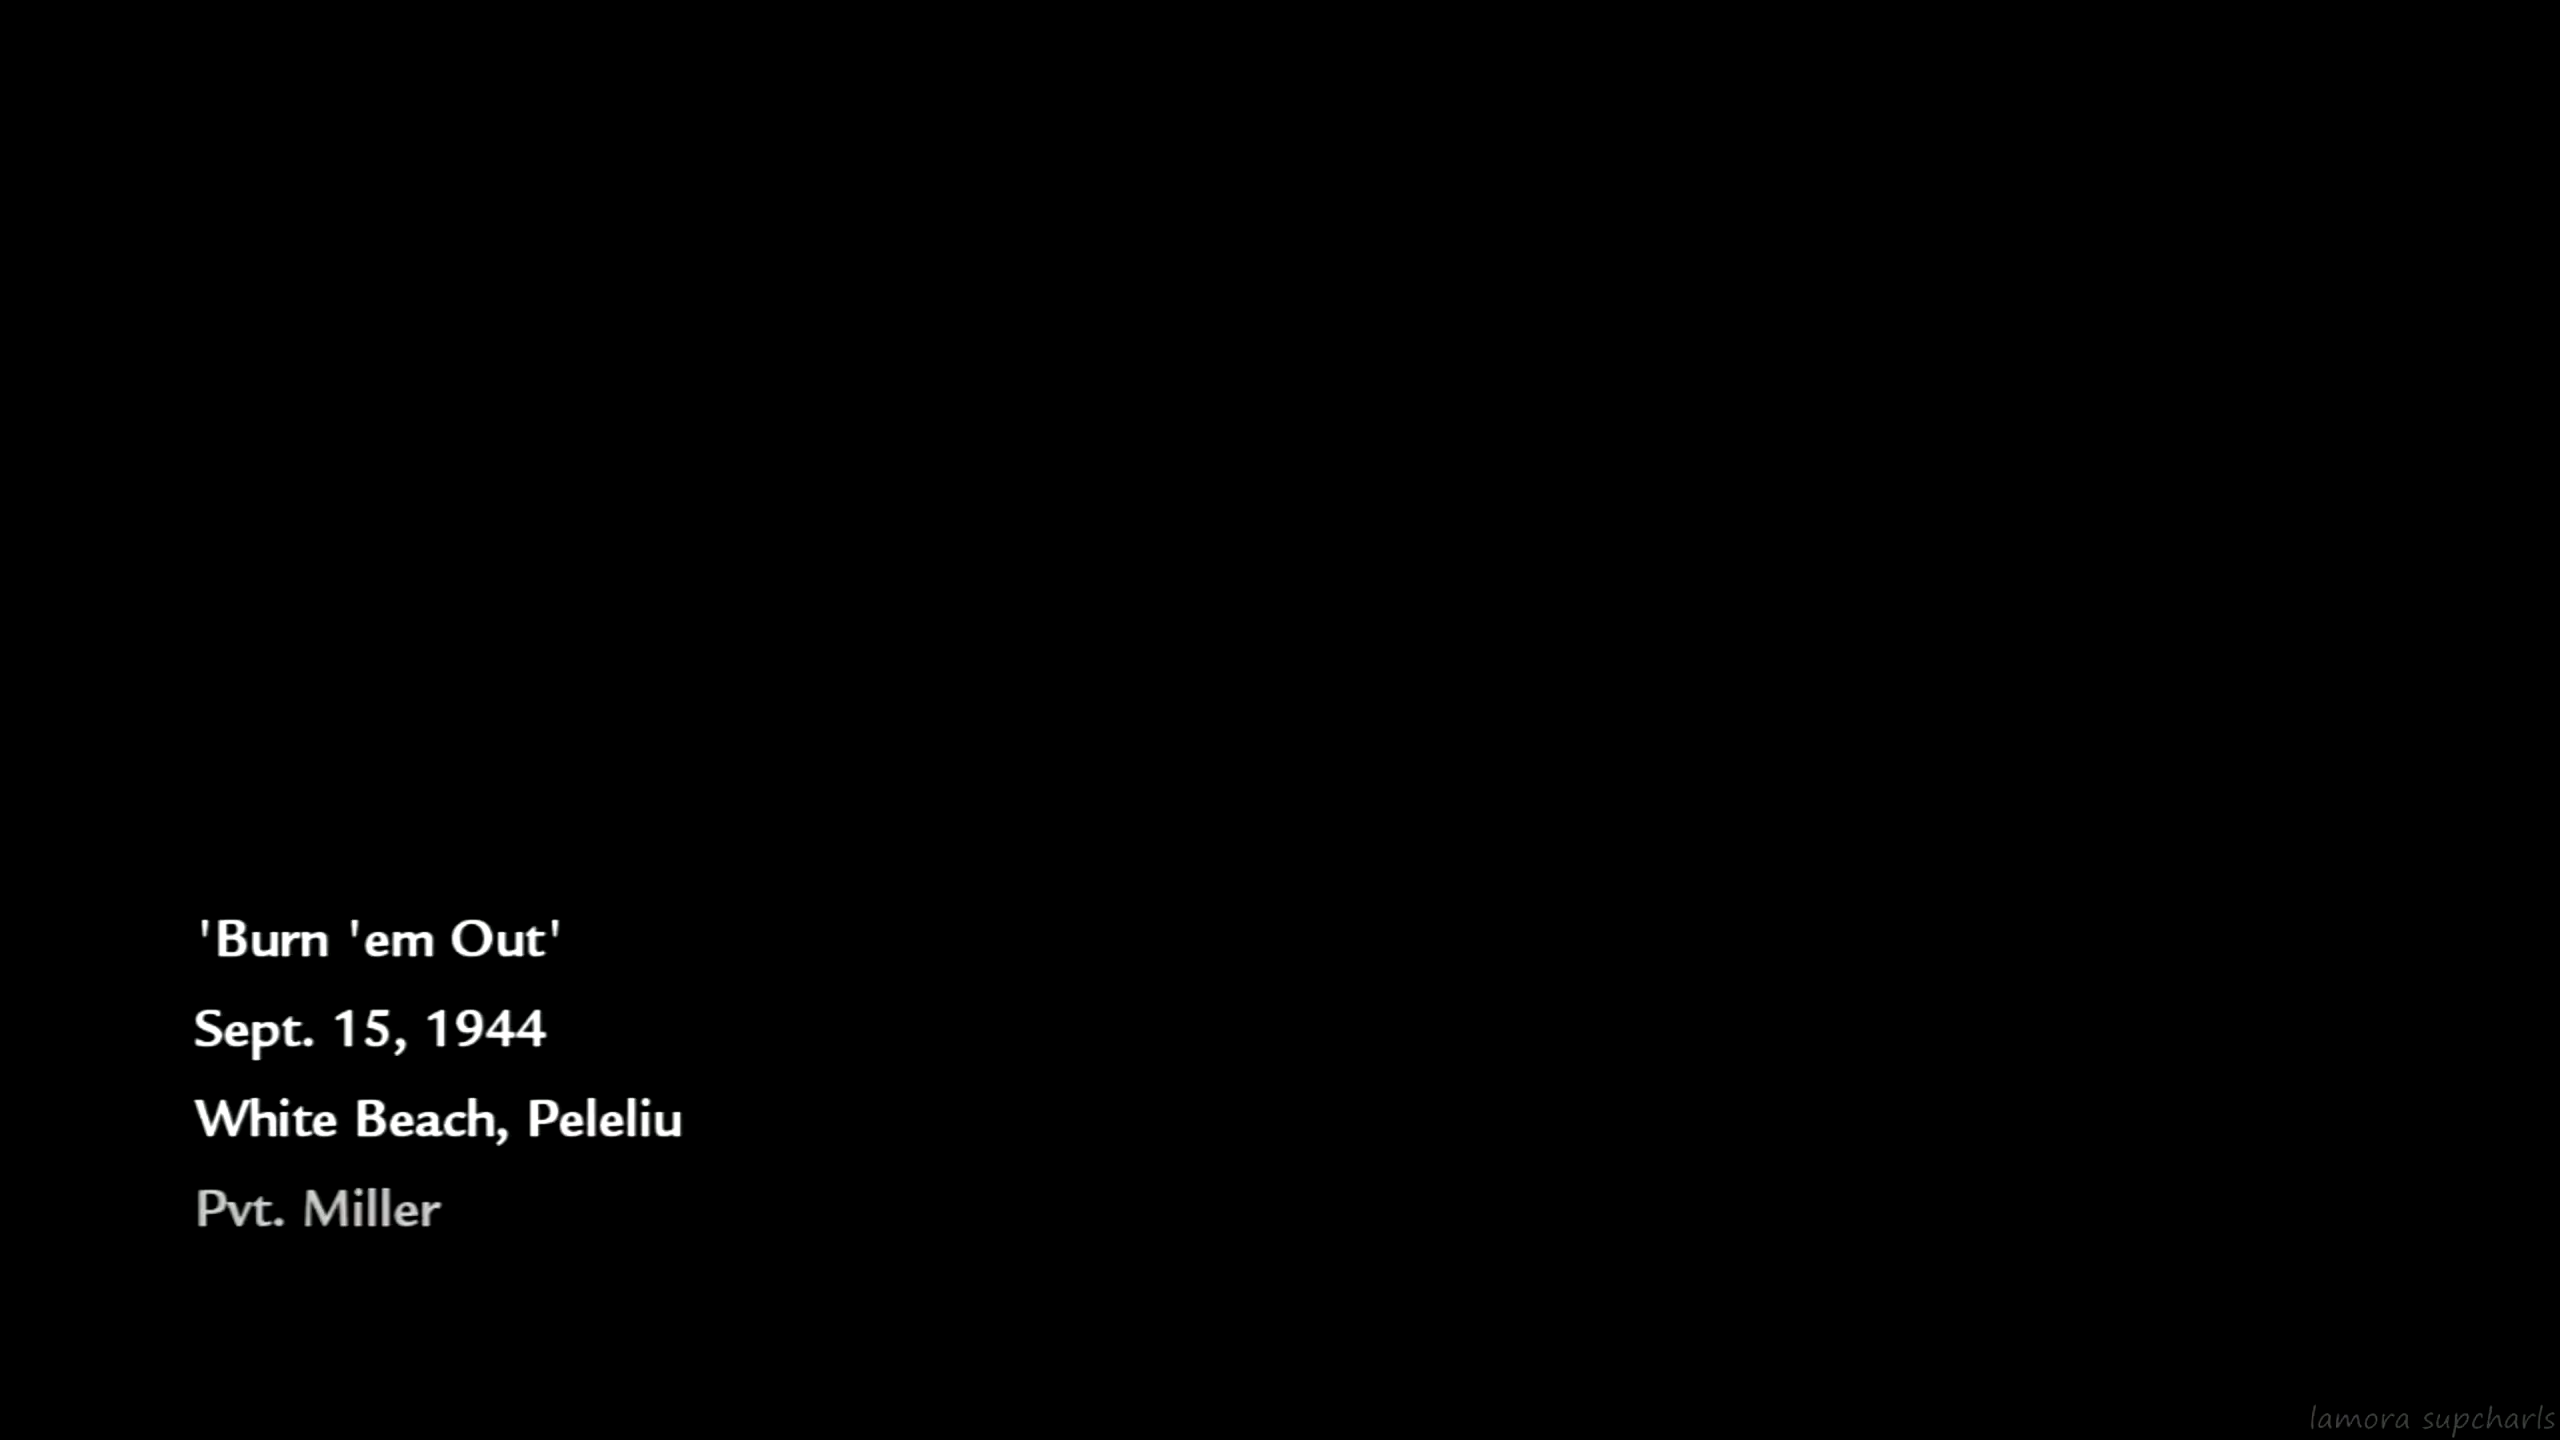 'Burn 'em Out'
Sept. 15, 1944
White Beach, Peleliu
Pvt. Miller
lamora supcharls